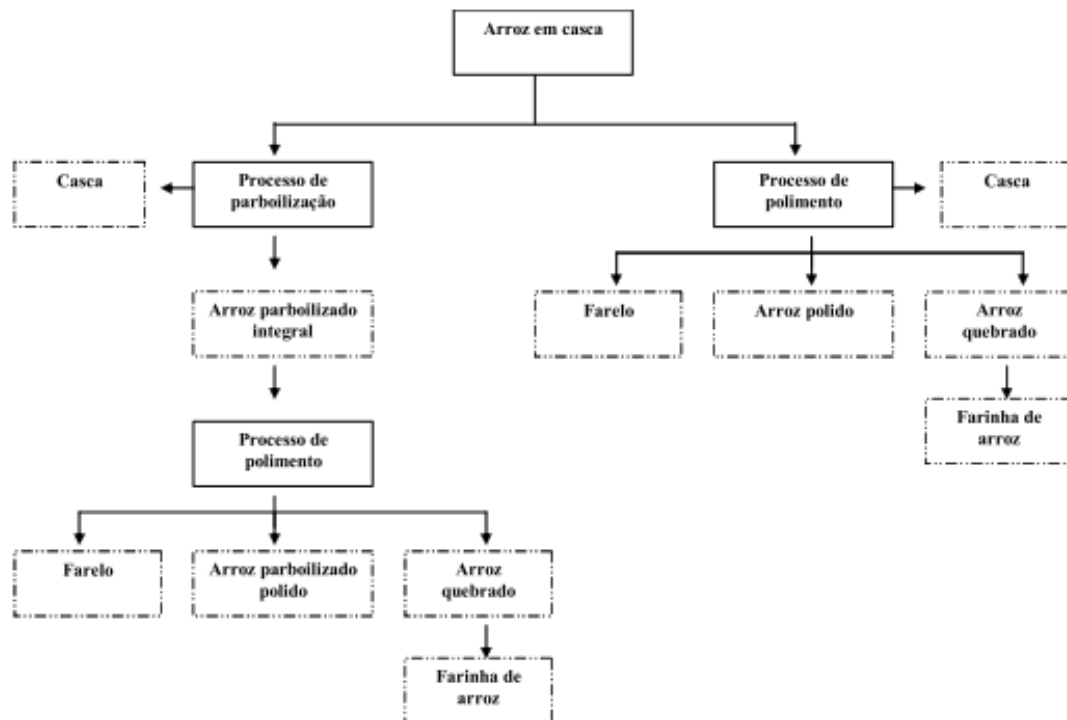 Arroz em casca
Casca
Processo de
parboilização
Processo de
polimento
Casca
Arroz parboilizado
integral
Farelo
Arroz polido
Arroz
quebrado
Processo de
polimento
Farinha de
arroz
Farelo
Arroz parboilizado
polido
Arroz
quebrado
Farinha de
arroz